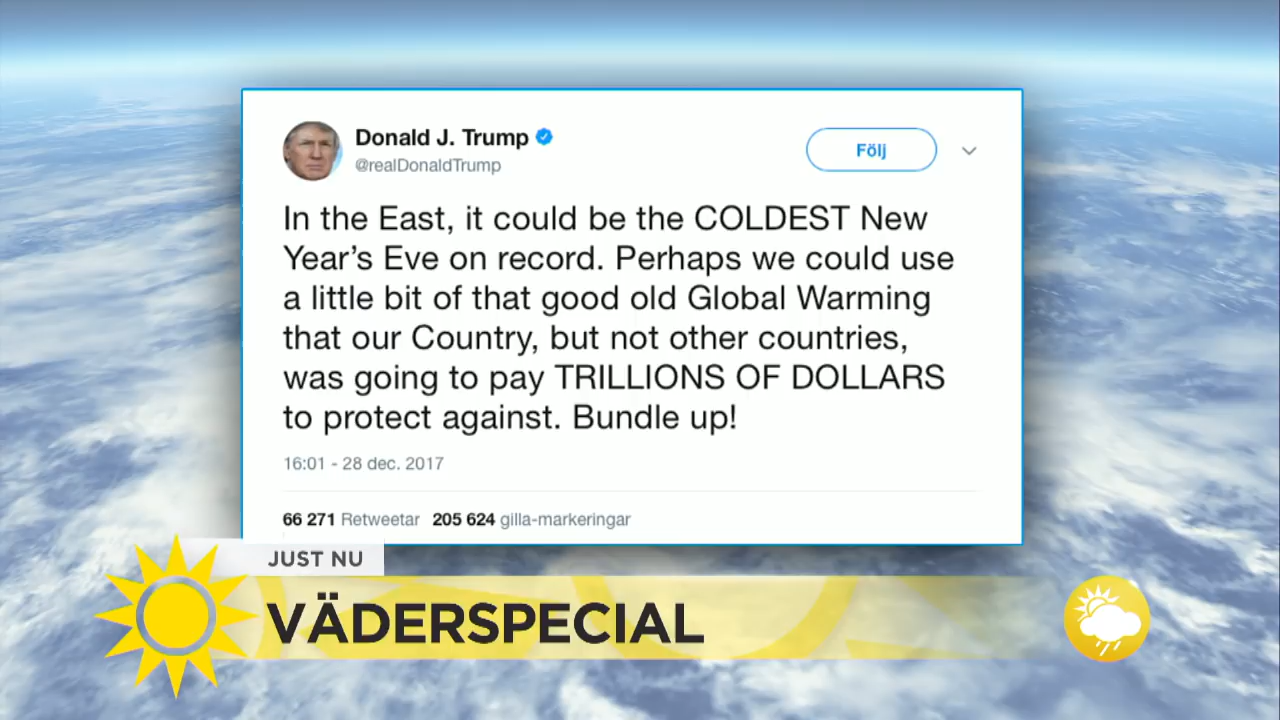 Donald J. Trump
@realDonaldTrump
Följ
In the East, it could be the COLDEST New
Year's Eve on record. Perhaps we could use
a little bit of that good old Global Warming
that our Country, but not other countries,
was going to pay TRILLIONS OF DOLLARS
to protect against. Bundle up!
16:01 - 28 dec. 2017
66 271 Retweetar 205 624 gilla-markeringar
JUST NU
VÄDERSPECIAL